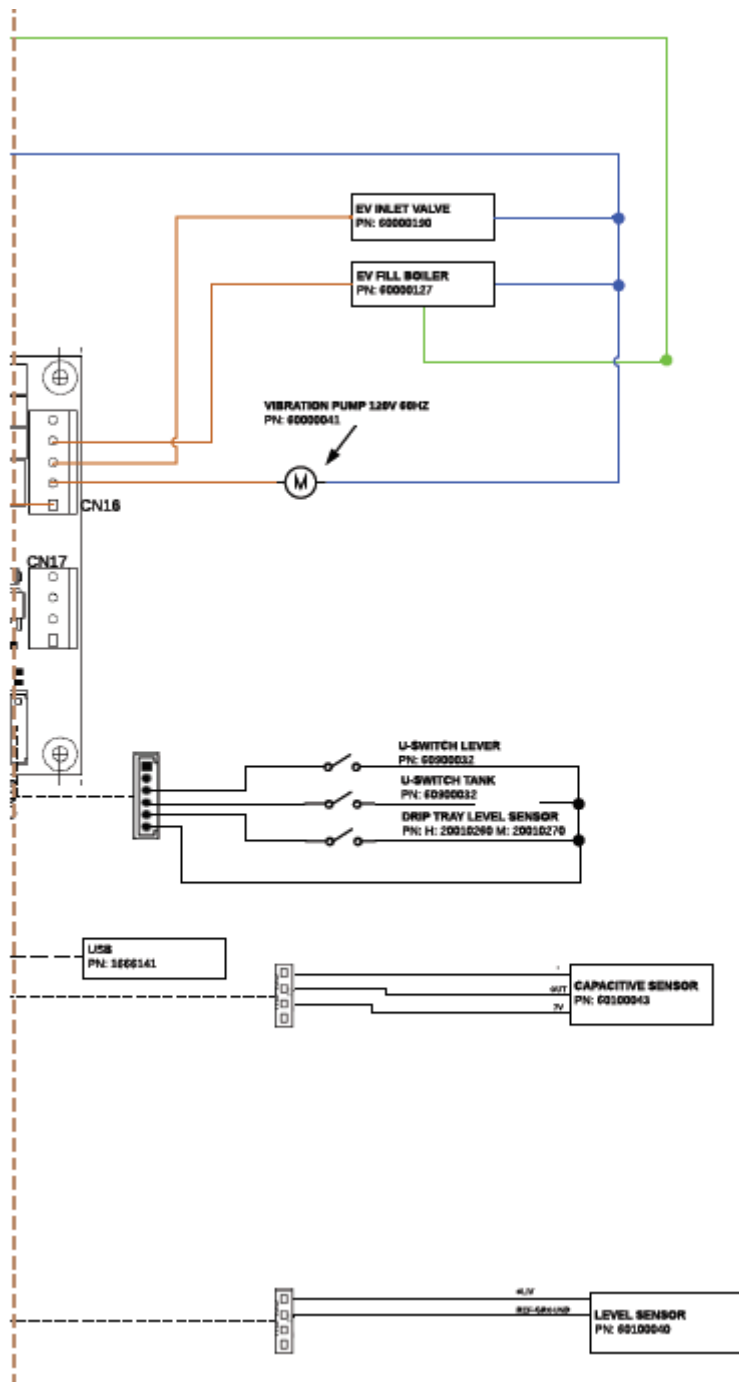 EV INLET VALVE
PN: 60000190
EV FILL BOILER
PN: 60000127
VIBRATION PUMP 120V 60HZ
PN: 60000041
M
CN16
CN17
U-SWITCH LEVER
PN: 60900032
U-SWITCH TANK
PN: 60900032
DRIP TRAY LEVEL SENSOR
PN: H: 20010260 M: 20010270
USB
PN: 1666141
OUT
CAPACITIVE SENSOR
PN: 60100043
LEVEL SENSOR
PN: 60100040